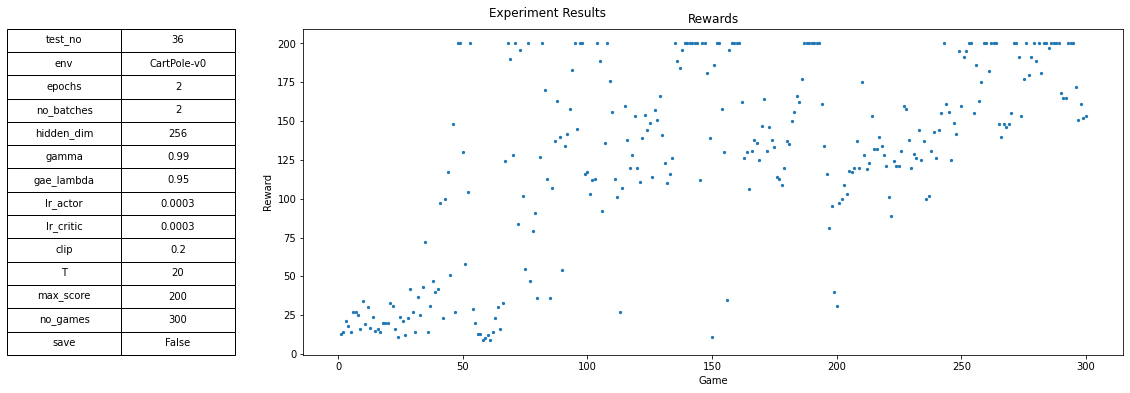 Experiment Results
test_no 36
env CartPole-v0
epochs 2
no_batches 2
hidden_dim 256
gamma 0.99
gae_lambda 0.95
lr_actor 0.0003
lr_critic 0.0003
clip 0.2
T 20
max_score 200
no_games 300
save False
Rewards
Reward
200
175
150
125
100
75
50
25
0
0 50 100 150 200 250 300
Game